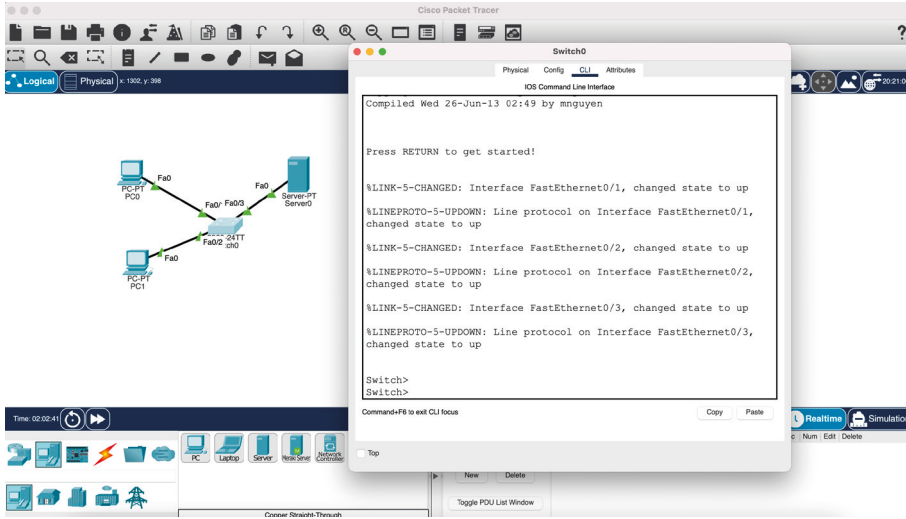 Cisco Packet Tracer
?
Logical
Physical
x: 1302, y: 398
Switch0
Physical Config CLI Attributes
IOS Command Line Interface
Compiled Wed 26-Jun-13 02:49 by mnguyen
Press RETURN to get started!
%LINK-5-CHANGED: Interface FastEthernet0/1, changed state to up
%LINEPROTO-5-UPDOWN: Line protocol on Interface FastEthernet0/1,
changed state to up
%LINK-5-CHANGED: Interface FastEthernet0/2, changed state to up
%LINEPROTO-5-UPDOWN: Line protocol on Interface FastEthernet0/2,
changed state to up
%LINK-5-CHANGED: Interface FastEthernet0/3, changed state to up
%LINEPROTO-5-UPDOWN: Line protocol on Interface FastEthernet0/3,
changed state to up
Switch>
Switch>
Command+F6 to exit CLI focus
Copy Paste
Top
20:21:0
Fa0
PC-PT
PC0
Fa0
Server-PT
Server0
Fa0/ Fa0/3
-24TT
Fa0/2
Fa0
PC-PT
PC1
Time: 02:02:41
Realtime
Simulation
Num Edit Delete
PC Laptop Server Meraki Server Network Controller
New Delete
Toggle PDU List Window
Copper Straight-Through